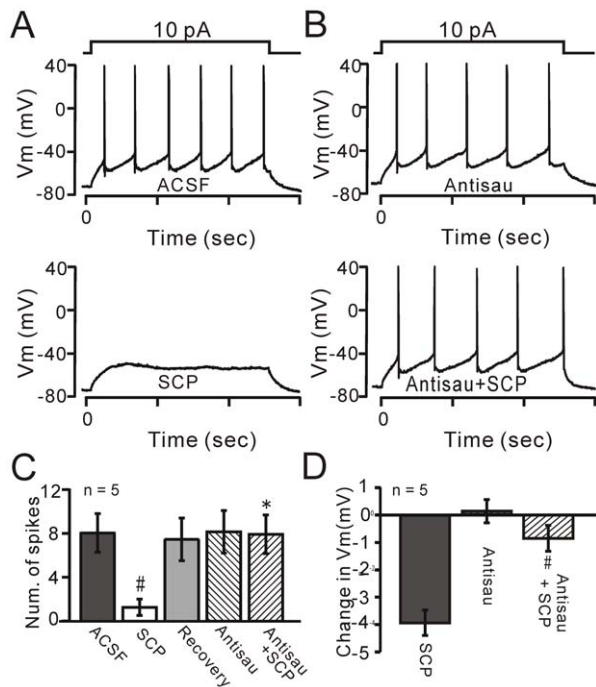 A
B
10 pA
10 pA
Vm (mV)
40
0
-40
-80
ACSF
0
Time (sec)
Vm (mV)
40
0
-40
-80
Antisau
0
Time (sec)
Vm (mV)
40
0
-40
-80
SCP
0
Time (sec)
Vm (mV)
40
0
-40
-80
Antisau+SCP
0
Time (sec)
C
n = 5
Num. of spikes
12
8
4
0
#
*
ACSF
SCP
Recovery
Antisau
Antisau
+SCP
D
n = 5
Change in Vm(mV)
1
0
-1
-2
-3
-4
-5
SCP
Antisau
#
Antisau
+ SCP